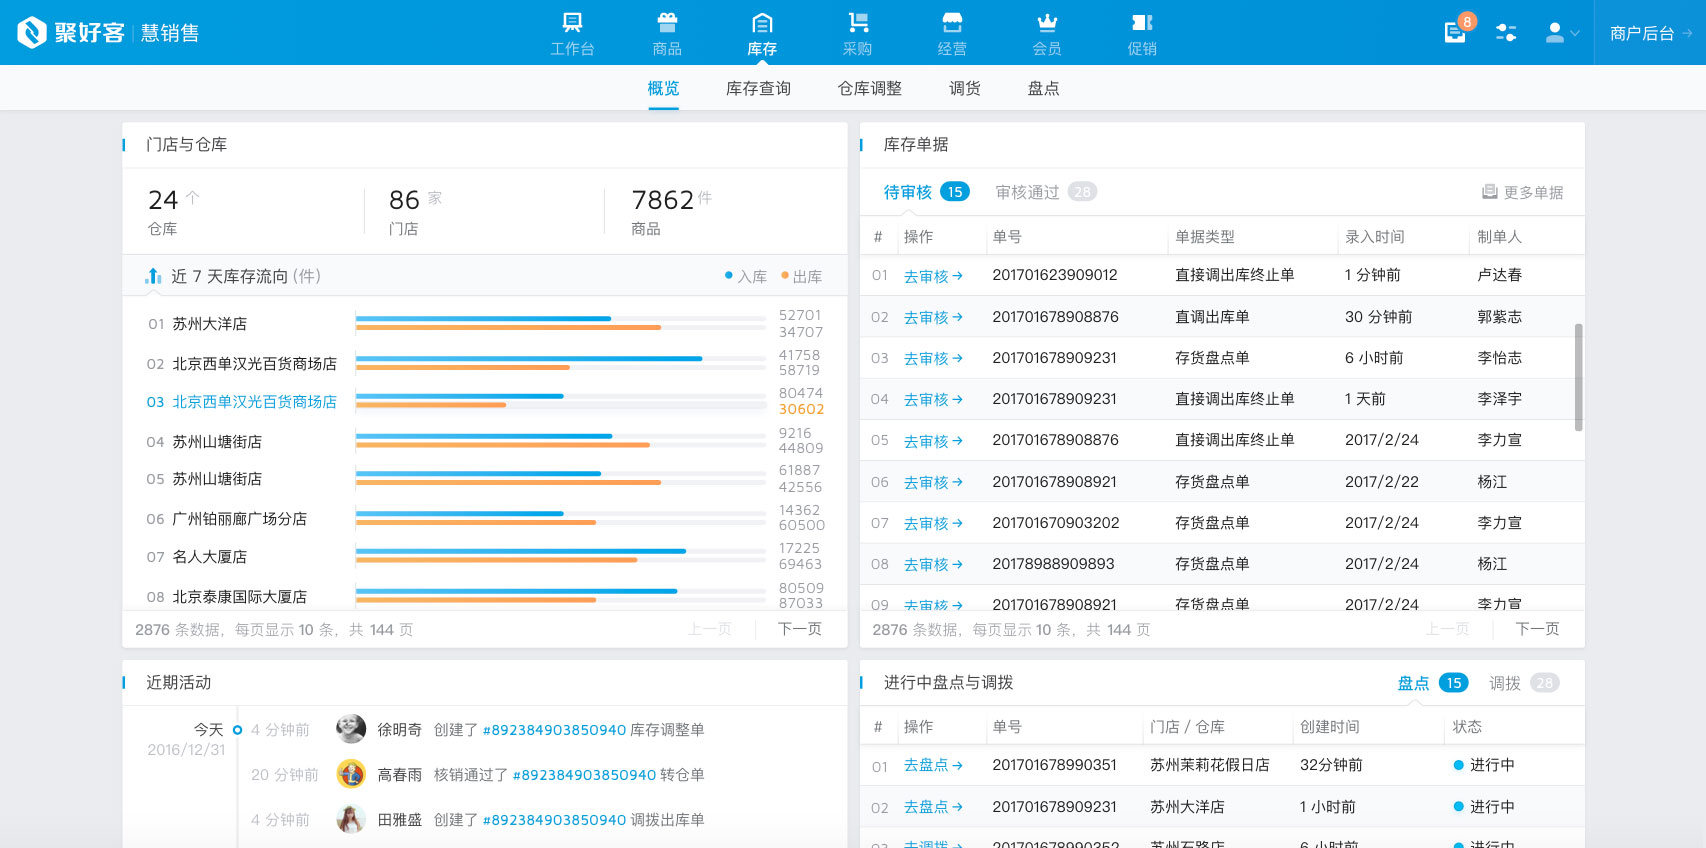 聚好客 慧销售
工作台 商品 库存 采购 经营 会员 促销
8
商户后台
概览 库存查询 仓库调整 调货 盘点
门店与仓库
24 个
仓库
86 家
门店
7862 件
商品
近 7 天库存流向 (件)
入库 出库
01 苏州大洋店 52701
34707
02 北京西单汉光百货商场店 41758
58719
03 北京西单汉光百货商场店 80474
30602
04 苏州山塘街店 9216
44809
05 苏州山塘街店 61887
42556
06 广州铂丽廊广场分店 14362
60500
07 名人大厦店 17225
69463
08 北京泰康国际大厦店 80509
87033
2876 条数据，每页显示 10 条，共 144 页 上一页 下一页
库存单据
待审核 15 审核通过 28 更多单据
# 操作 单号 单据类型 录入时间 制单人
01 去审核 201701623909012 直接调出库终止单 1 分钟前 卢达春
02 去审核 201701678908876 直调出库单 30 分钟前 郭紫志
03 去审核 201701678909231 存货盘点单 6 小时前 李怡志
04 去审核 201701678909231 直接调出库终止单 1 天前 李泽宇
05 去审核 201701678908876 直接调出库终止单 2017/2/24 李力宣
06 去审核 201701678908921 存货盘点单 2017/2/22 杨江
07 去审核 201701670903202 存货盘点单 2017/2/24 李力宣
08 去审核 20178988909893 存货盘点单 2017/2/24 杨江
09 去审核 201701678908921 存货盘点单 2017/2/24 李力宣
2876 条数据，每页显示 10 条，共 144 页 上一页 下一页
近期活动
今天 4 分钟前 徐明奇 创建了 #892384903850940 库存调整单
2016/12/31
20 分钟前 高春雨 核销通过了 #892384903850940 转仓单
4 分钟前 田雅盛 创建了 #892384903850940 调拨出库单
进行中盘点与调拨
盘点 15 调拨 28
# 操作 单号 门店 / 仓库 创建时间 状态
01 去盘点 201701678990351 苏州茉莉花假日店 32分钟前 进行中
02 去盘点 201701678909231 苏州大洋店 1 小时前 进行中
03 去调拨 201701678990352 苏州石路店 6 小时前 进行中